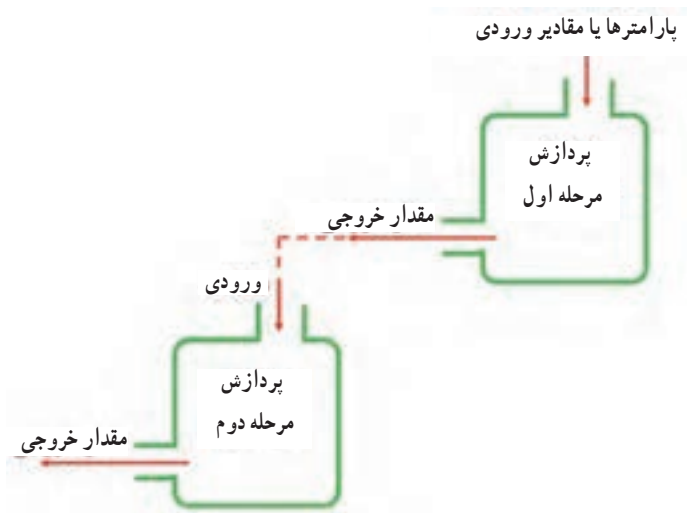 پارامترها یا مقادیر ورودی
پردازش
مرحله اول
مقدار خروجی
ورودی
پردازش
مرحله دوم
مقدار خروجی